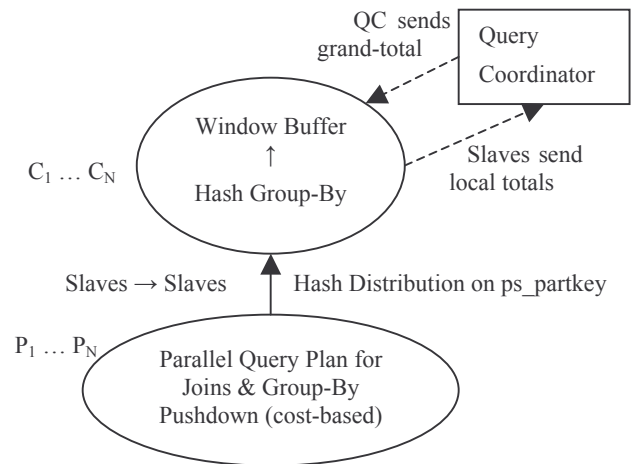 QC sends
grand-total
Query
Coordinator
Window Buffer
↑
Hash Group-By
C1 … CN
Slaves send
local totals
Slaves → Slaves
Hash Distribution on ps_partkey
P1 … PN
Parallel Query Plan for
Joins & Group-By
Pushdown (cost-based)